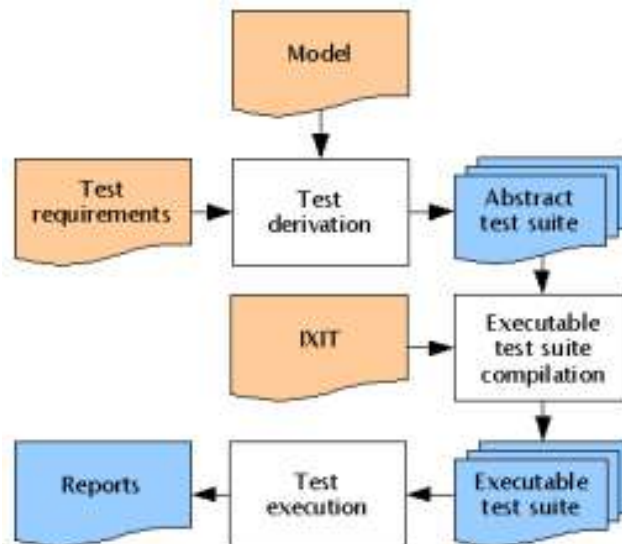 Model
Test
requirements
Test
derivation
Abstract
test suite
IXIT
Executable
test suite
compilation
Reports
Test
execution
Executable
test suite